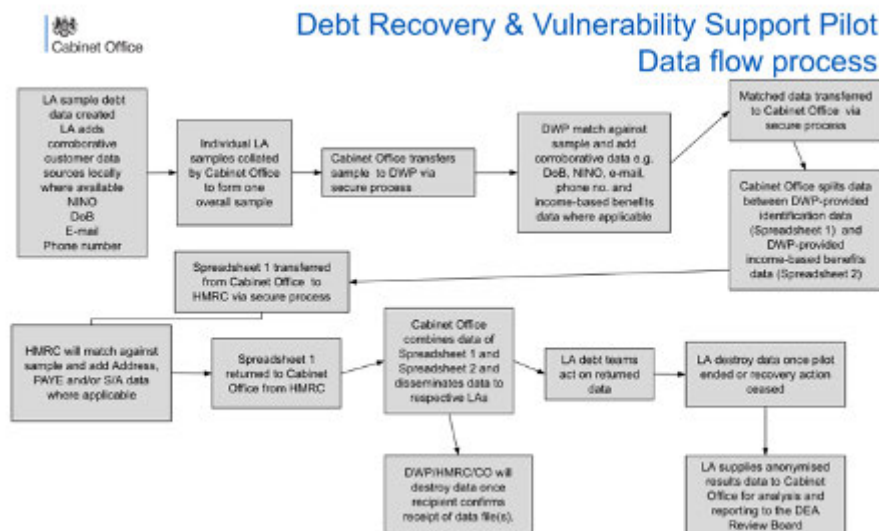 Cabinet Office
Debt Recovery & Vulnerability Support Pilot
Data flow process
LA sample debt
data created
LA adds
corroborative
customer data
sources locally
where available
NINO
DoB
E-mail
Phone number
Individual LA
samples collated
by Cabinet Office
to form one
overall sample
Cabinet Office transfers
sample to DWP via
secure process
DWP match against
sample and add
corroborative data e.g.
DoB, NINO, e-mail,
phone no. and
income-based benefits
data where applicable
Matched data transferred
to Cabinet Office via
secure process
Cabinet Office splits data
between DWP-provided
identification data
(Spreadsheet 1) and
DWP-provided
income-based benefits
data (Spreadsheet 2)
Spreadsheet 1 transferred
from Cabinet Office to
HMRC via secure process
HMRC will match against
sample and add Address,
PAYE and/or S/A data
where applicable
Spreadsheet 1
returned to Cabinet
Office from HMRC
Cabinet Office
combines data of
Spreadsheet 1 and
Spreadsheet 2 and
disseminates data to
respective LAs
LA debt teams
act on returned
data
LA destroy data once pilot
ended or recovery action
ceased
DWP/HMRC/CO will
destroy data once
recipient confirms
receipt of data file(s).
LA supplies anonymised
results data to Cabinet
Office for analysis and
reporting to the DEA
Review Board